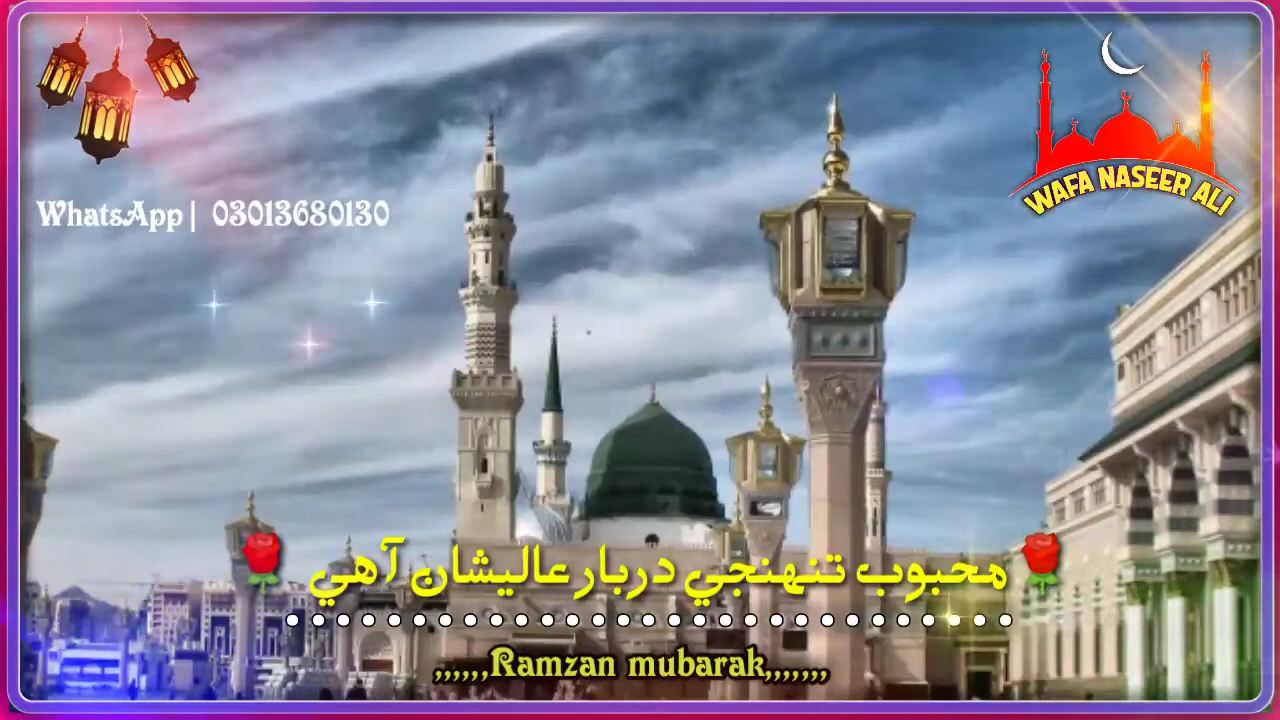 WhatsApp| 03013680130
WAFA NASEER ALI
محبوب تنهنجي دربار عاليشان آهي
,,,,,,Ramzan mubarak,,,,,,,